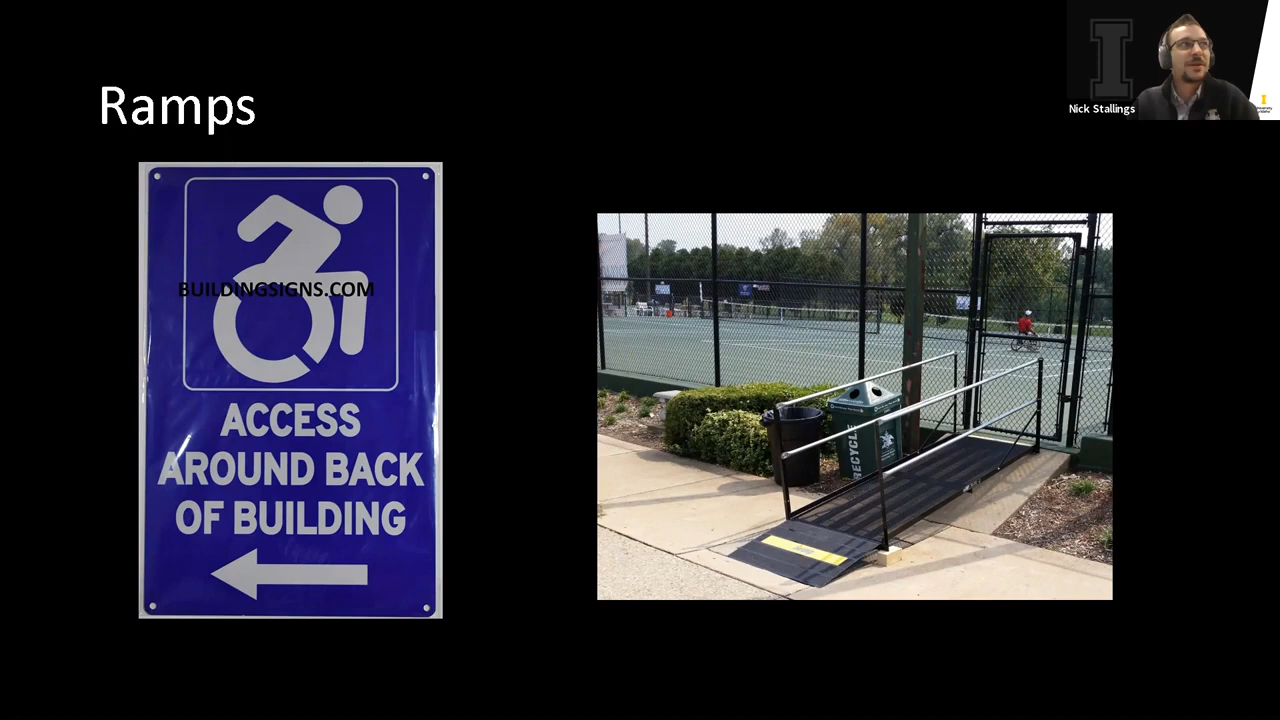 Ramps
Nick Stallings
BUILDINGSIGNS.COM
ACCESS
AROUND BACK
OF BUILDING
RECYCLE